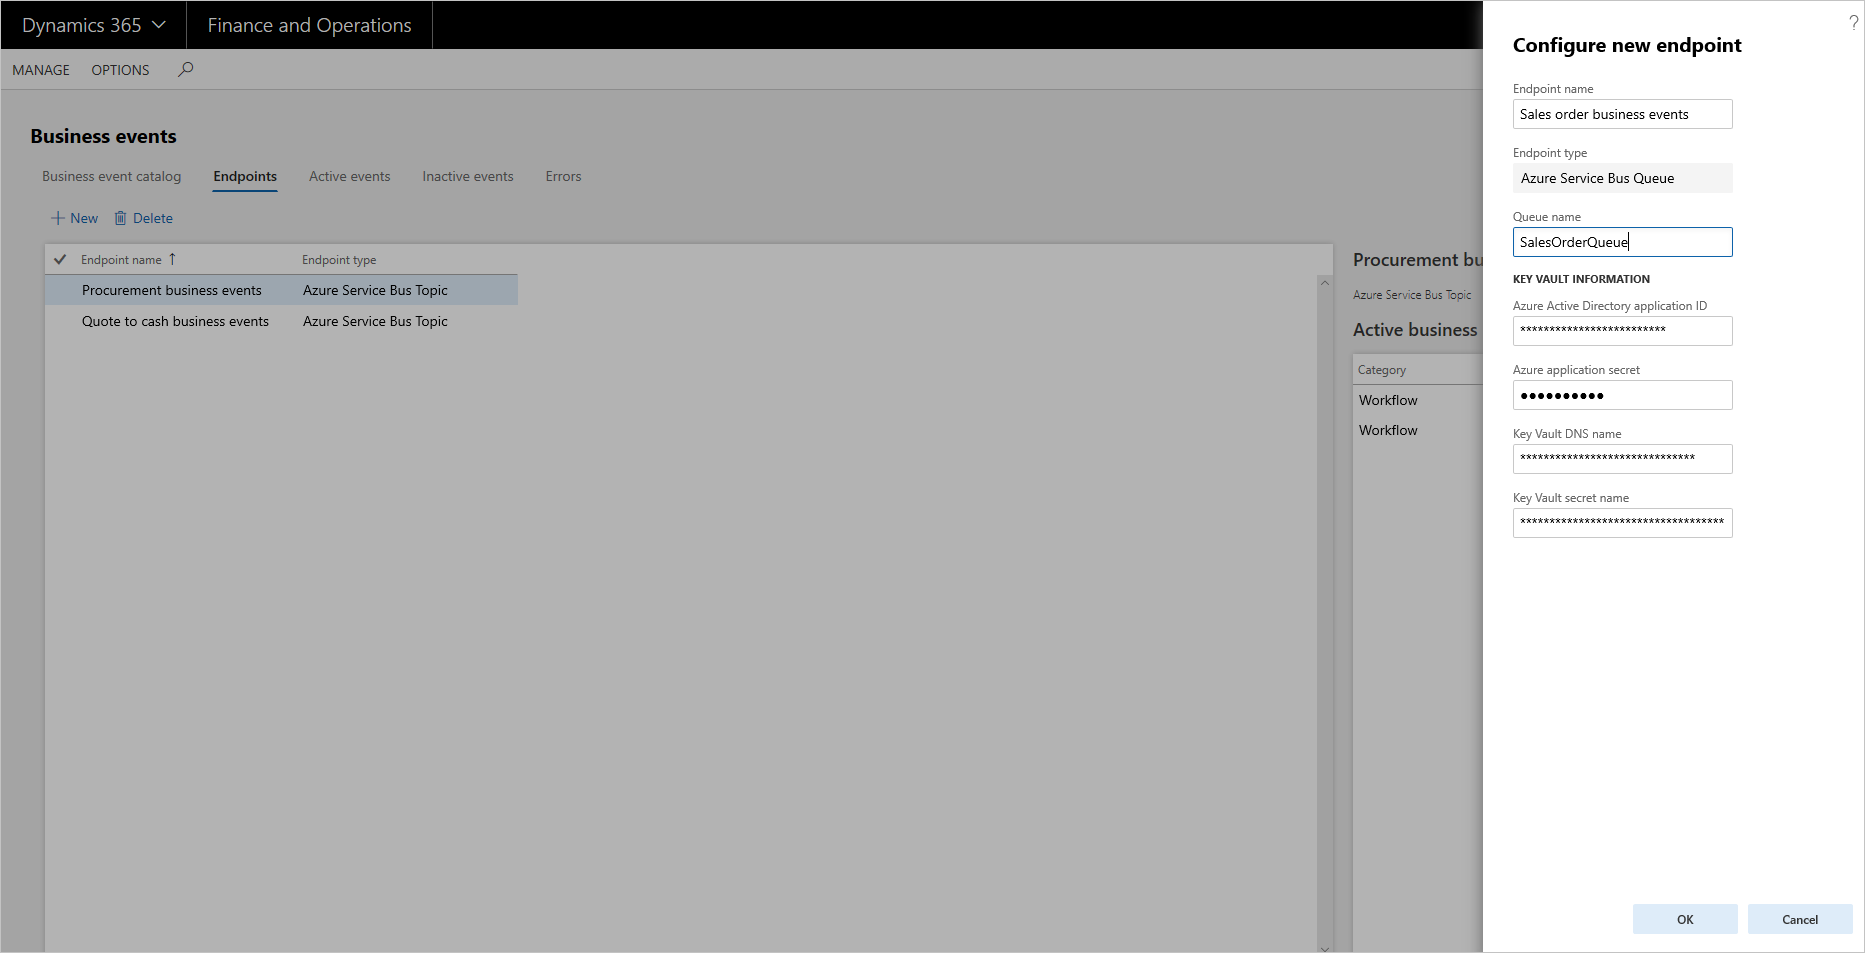 Dynamics 365
Finance and Operations
MANAGE OPTIONS
Business events
Business event catalog Endpoints Active events Inactive events Errors
New Delete
Endpoint name Endpoint type
Procurement business events Azure Service Bus Topic
Quote to cash business events Azure Service Bus Topic
Procurement bu
Azure Service Bus Topic
Active business
Category
Workflow
Workflow
?
Configure new endpoint
Endpoint name
Sales order business events
Endpoint type
Azure Service Bus Queue
Queue name
SalesOrderQueue
KEY VAULT INFORMATION
Azure Active Directory application ID
*************************
Azure application secret
●●●●●●●●●●
Key Vault DNS name
******************************
Key Vault secret name
***********************************
OK Cancel